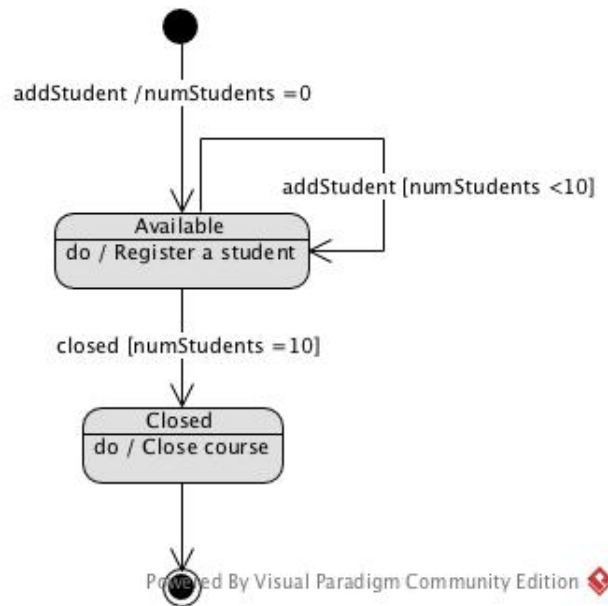 addStudent /numStudents =0
addStudent [numStudents <10]
Available
do / Register a student
closed [numStudents =10]
Closed
do / Close course
Powered By Visual Paradigm Community Edition